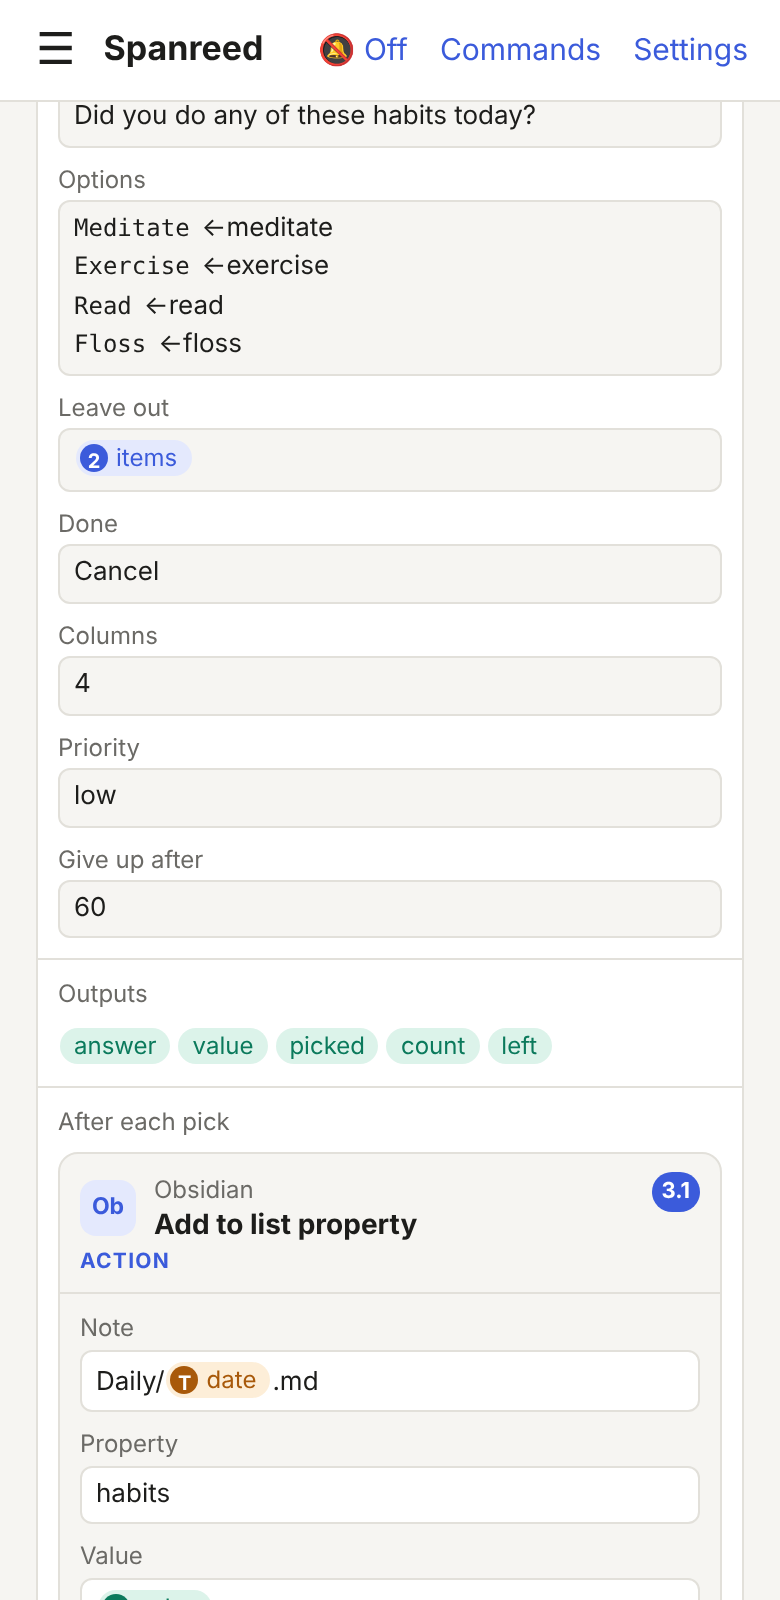 Spanreed
Off
Commands
Settings
Did you do any of these habits today?
Options
Meditate ←meditate
Exercise ←exercise
Read ←read
Floss ←floss
Leave out
2 items
Done
Cancel
Columns
4
Priority
low
Give up after
60
Outputs
answer value picked count left
After each pick
Ob
Obsidian
3.1
Add to list property
ACTION
Note
Daily/ T date .md
Property
habits
Value